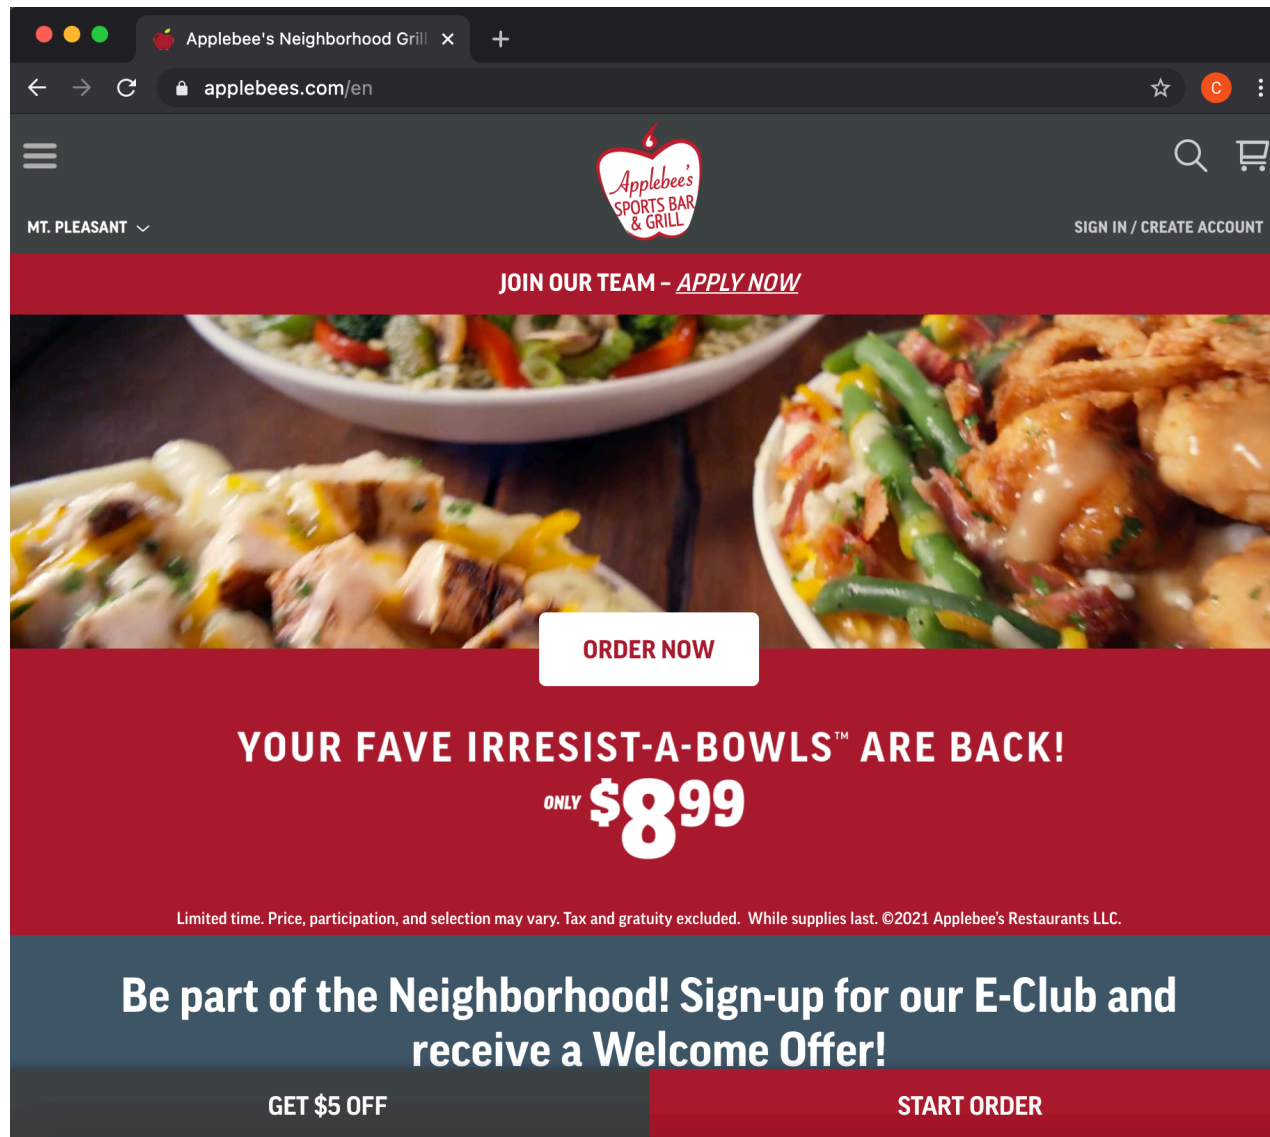 Applebee's Neighborhood Gril
applebees.com/en
C
Applebee's
SPORTS BAR
& GRILL
MT. PLEASANT
SIGN IN / CREATE ACCOUNT
JOIN OUR TEAM – APPLY NOW
ORDER NOW
YOUR FAVE IRRESIST-A-BOWLS™ ARE BACK!
ONLY $8 99
Limited time. Price, participation, and selection may vary. Tax and gratuity excluded.  While supplies last. ©2021 Applebee's Restaurants LLC.
Be part of the Neighborhood! Sign-up for our E-Club and
receive a Welcome Offer!
GET $5 OFF
START ORDER